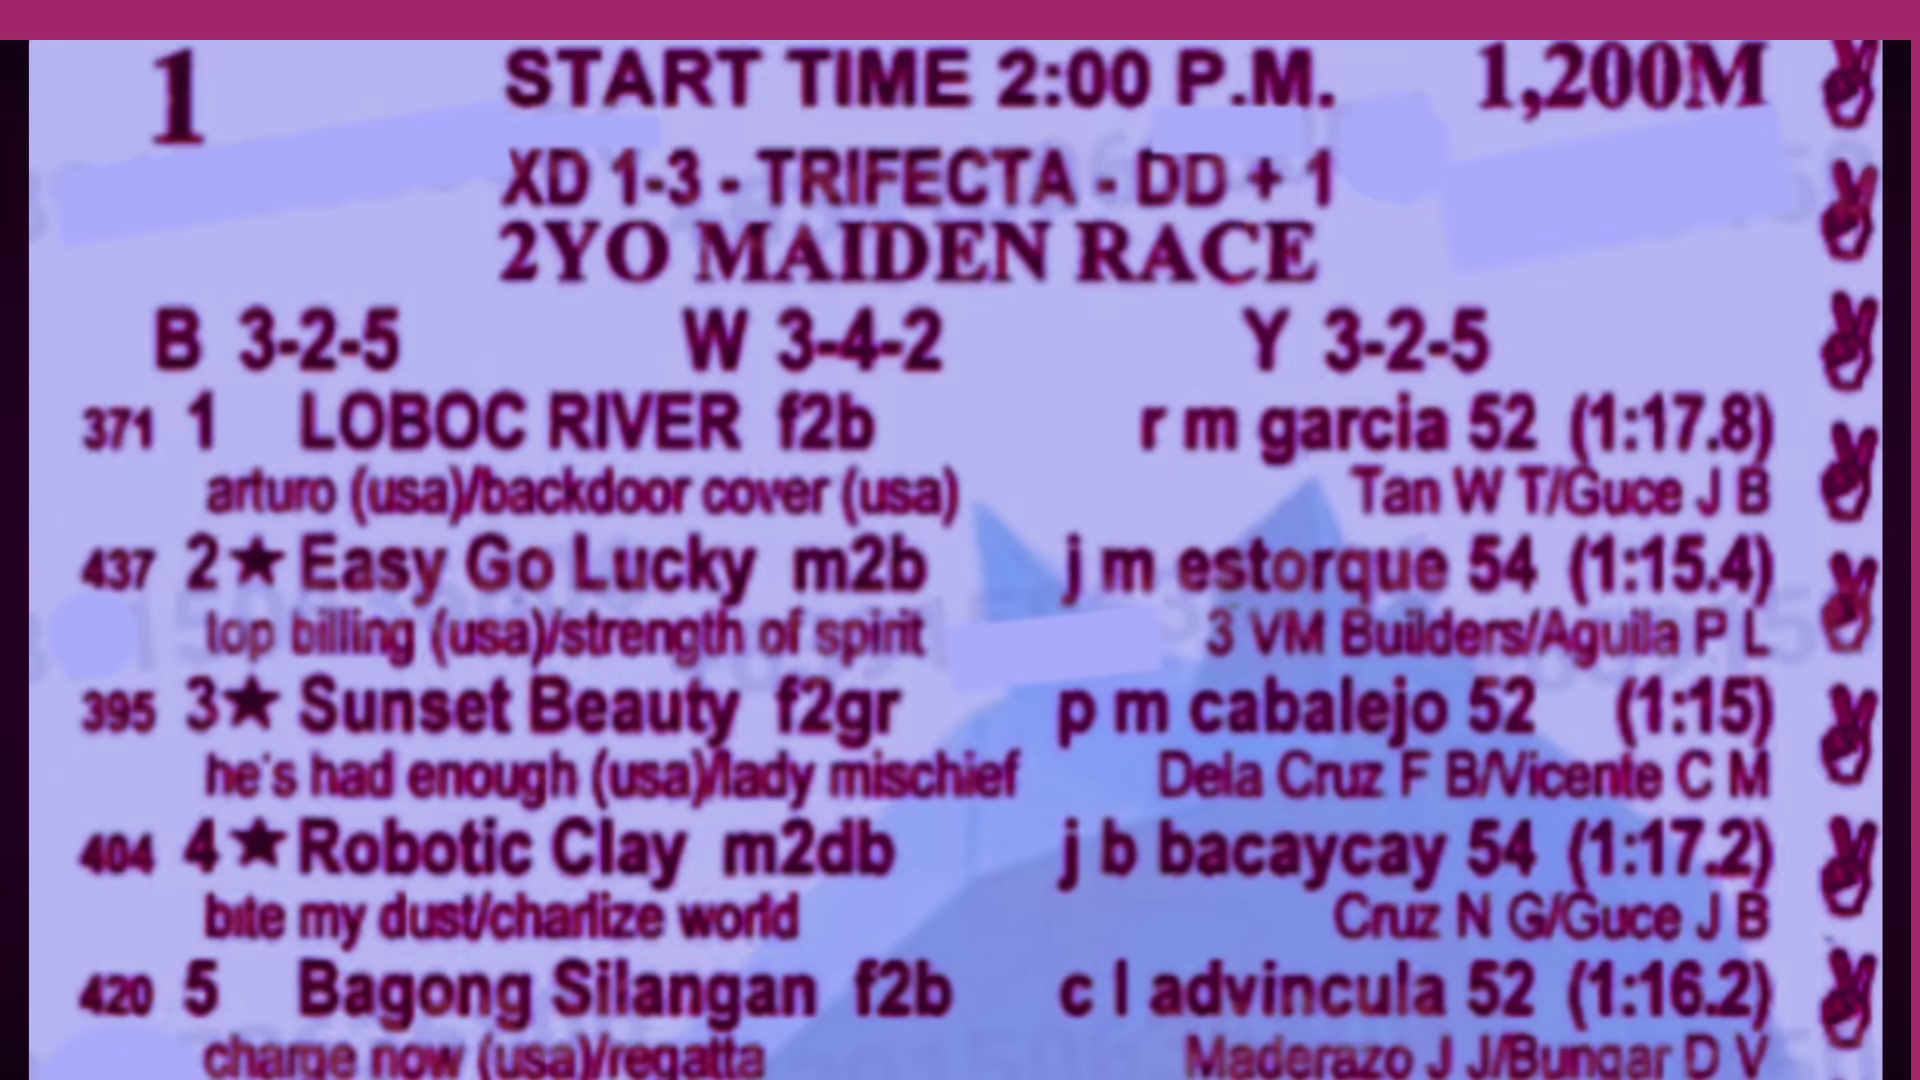 1 START TIME 2:00 P.M. 1,200M
XD 1-3 - TRIFECTA - DD + 1
2YO MAIDEN RACE
B 3-2-5 W 3-4-2 Y 3-2-5
371 1 LOBOC RIVER f2b r m garcia 52 (1:17.8)
arturo (usa)/backdoor cover (usa) Tan W T/Guce J B
437 2★ Easy Go Lucky m2b j m estorque 54 (1:15.4)
top billing (usa)/strength of spirit 3 VM Builders/Aguila P L
395 3★ Sunset Beauty f2gr p m cabalejo 52 (1:15)
he's had enough (usa)/lady mischief Dela Cruz F B/Vicente C M
404 4★ Robotic Clay m2db j b bacaycay 54 (1:17.2)
bite my dust/charlize world Cruz N G/Guce J B
420 5 Bagong Silangan f2b c l advincula 52 (1:16.2)
charge now (usa)/regatta Maderazo J J/Bungar D V